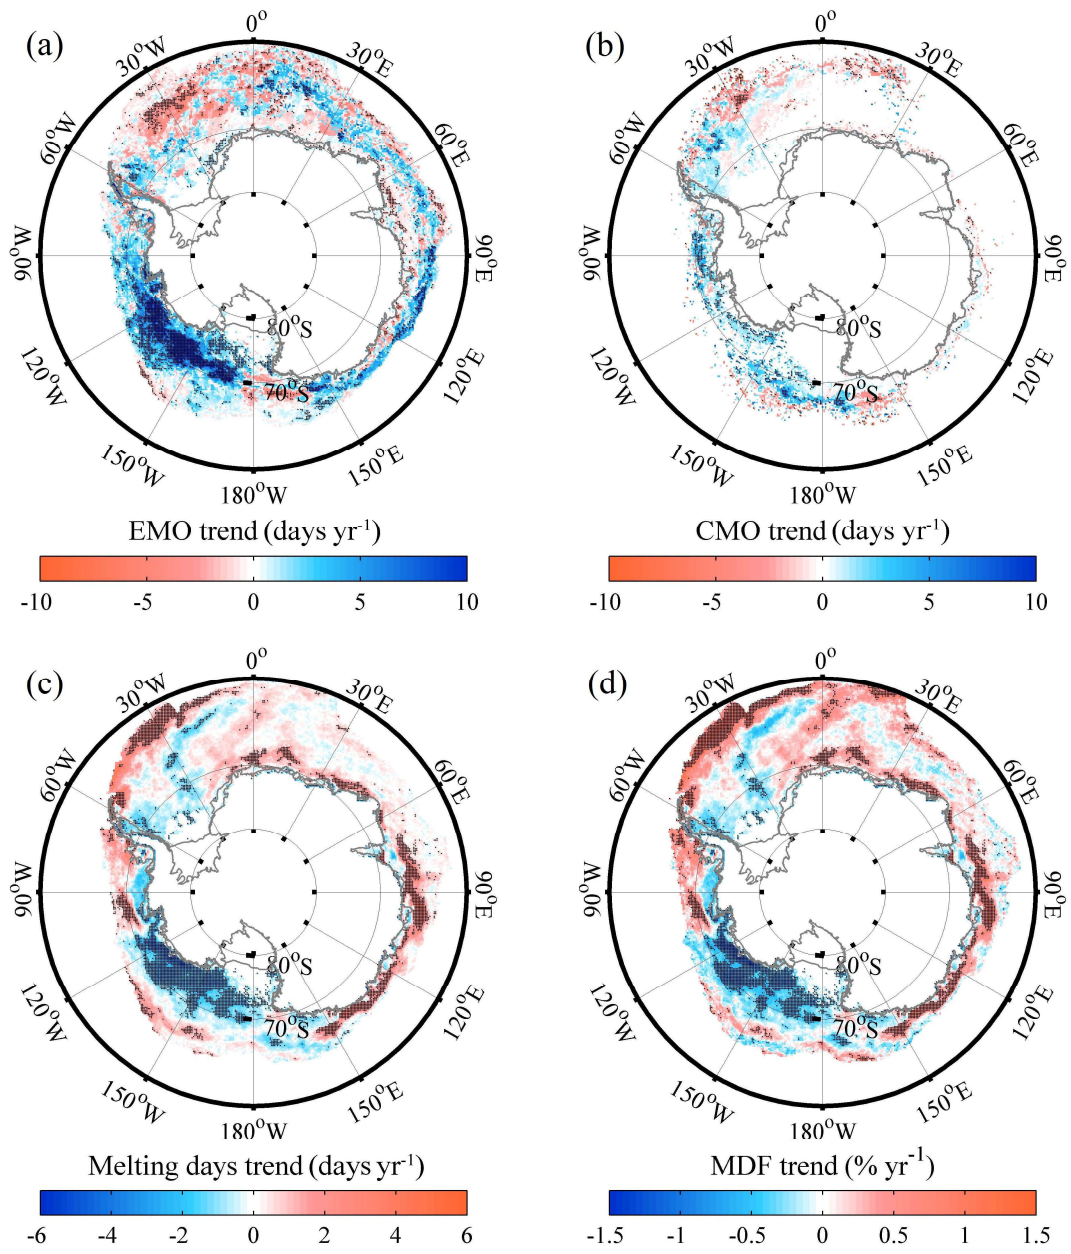 (a)
0°
30°W
30°E
60°W
60°E
90°W
90°E
120°W
120°E
150°W
150°E
180°W
80°S
70°S
EMO trend (days yr-1)
-10 -5 0 5 10
(b)
0°
30°W
30°E
60°W
60°E
90°W
90°E
120°W
120°E
150°W
150°E
180°W
80°S
70°S
CMO trend (days yr-1)
-10 -5 0 5 10
(c)
0°
30°W
30°E
60°W
60°E
90°W
90°E
120°W
120°E
150°W
150°E
180°W
80°S
70°S
Melting days trend (days yr-1)
-6 -4 -2 0 2 4 6
(d)
0°
30°W
30°E
60°W
60°E
90°W
90°E
120°W
120°E
150°W
150°E
180°W
80°S
70°S
MDF trend (% yr-1)
-1.5 -1 -0.5 0 0.5 1 1.5